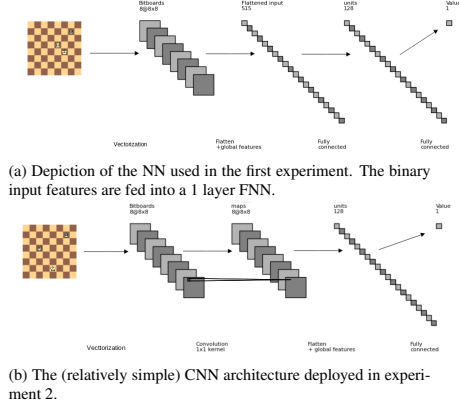 Bitboards Flattened input units Value
8@8x8 515 128 1
Vectorization Flatten Fully Fully
+global features connected connected
(a) Depiction of the NN used in the first experiment. The binary
input features are fed into a 1 layer FNN.
Bitboards maps units Value
8@8x8 8@8x8 128 1
Vecttorization Convolution Flatten Fully
1x1 kernel + global features connected
(b) The (relatively simple) CNN architecture deployed in experi-
ment 2.